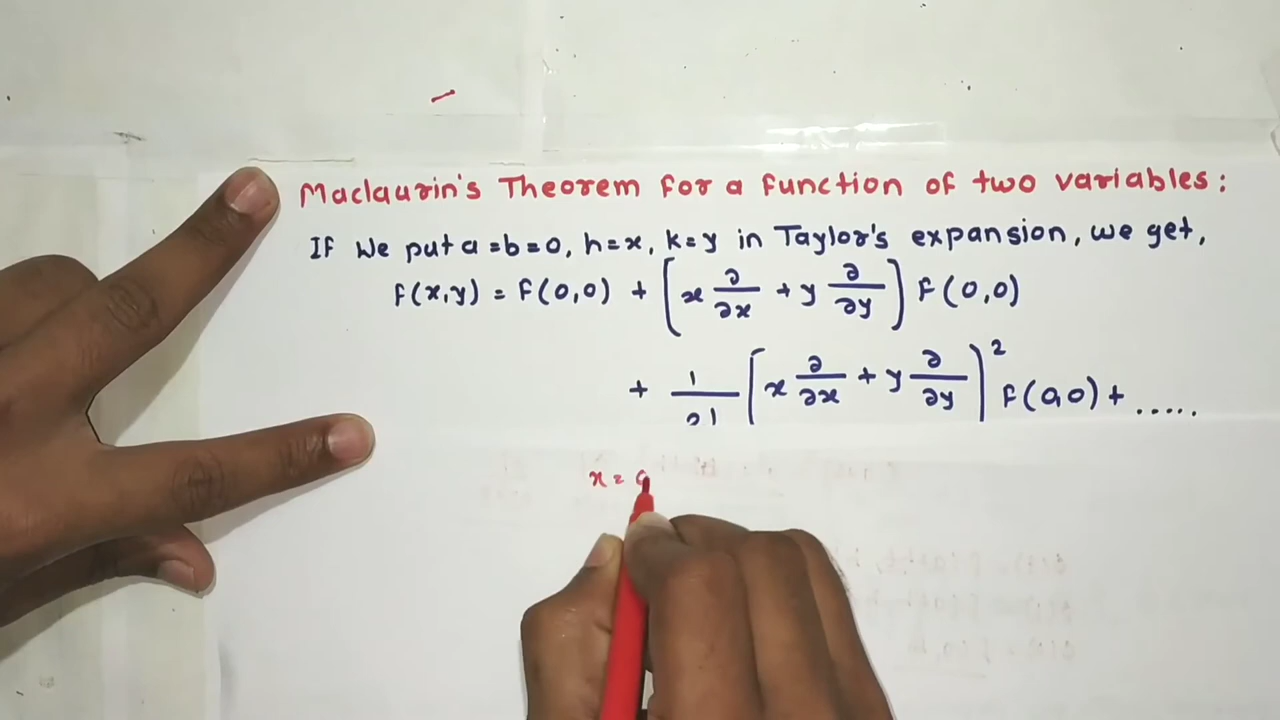 Maclaurin's Theorem for a function of two variables:
If we put a=b=0, h=x, k=y in Taylor's expansion, we get,
f(x,y) = f(0,0) + [x ∂/∂x + y ∂/∂y] f(0,0)
+ 1/2! [x ∂/∂x + y ∂/∂y]² f(0,0) + .....
x =